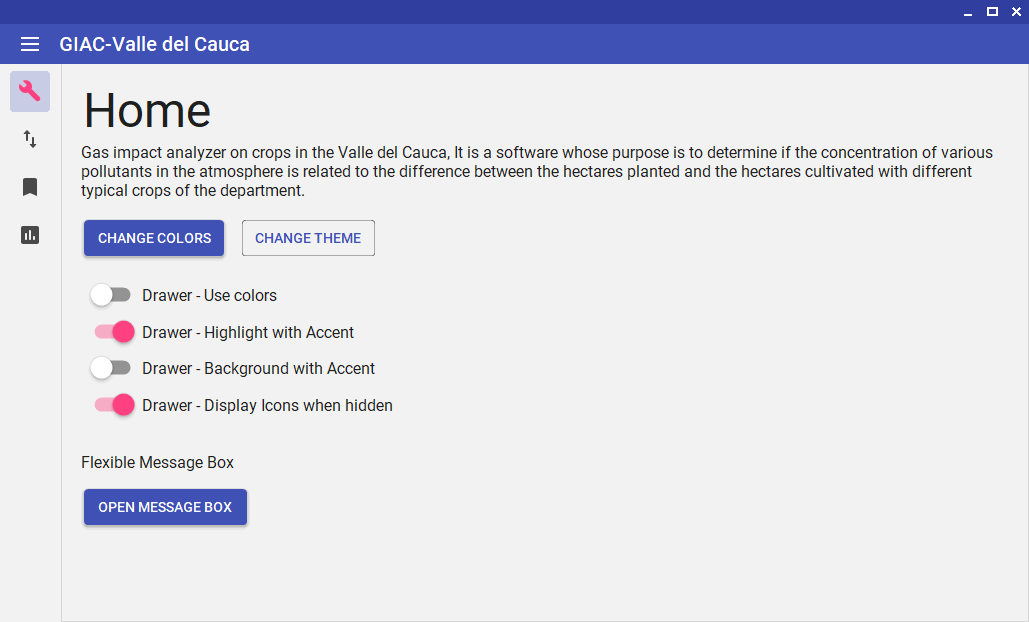 GIAC-Valle del Cauca
Home
Gas impact analyzer on crops in the Valle del Cauca, It is a software whose purpose is to determine if the concentration of various
pollutants in the atmosphere is related to the difference between the hectares planted and the hectares cultivated with different
typical crops of the department.
CHANGE COLORS
CHANGE THEME
Drawer - Use colors
Drawer - Highlight with Accent
Drawer - Background with Accent
Drawer - Display Icons when hidden
Flexible Message Box
OPEN MESSAGE BOX